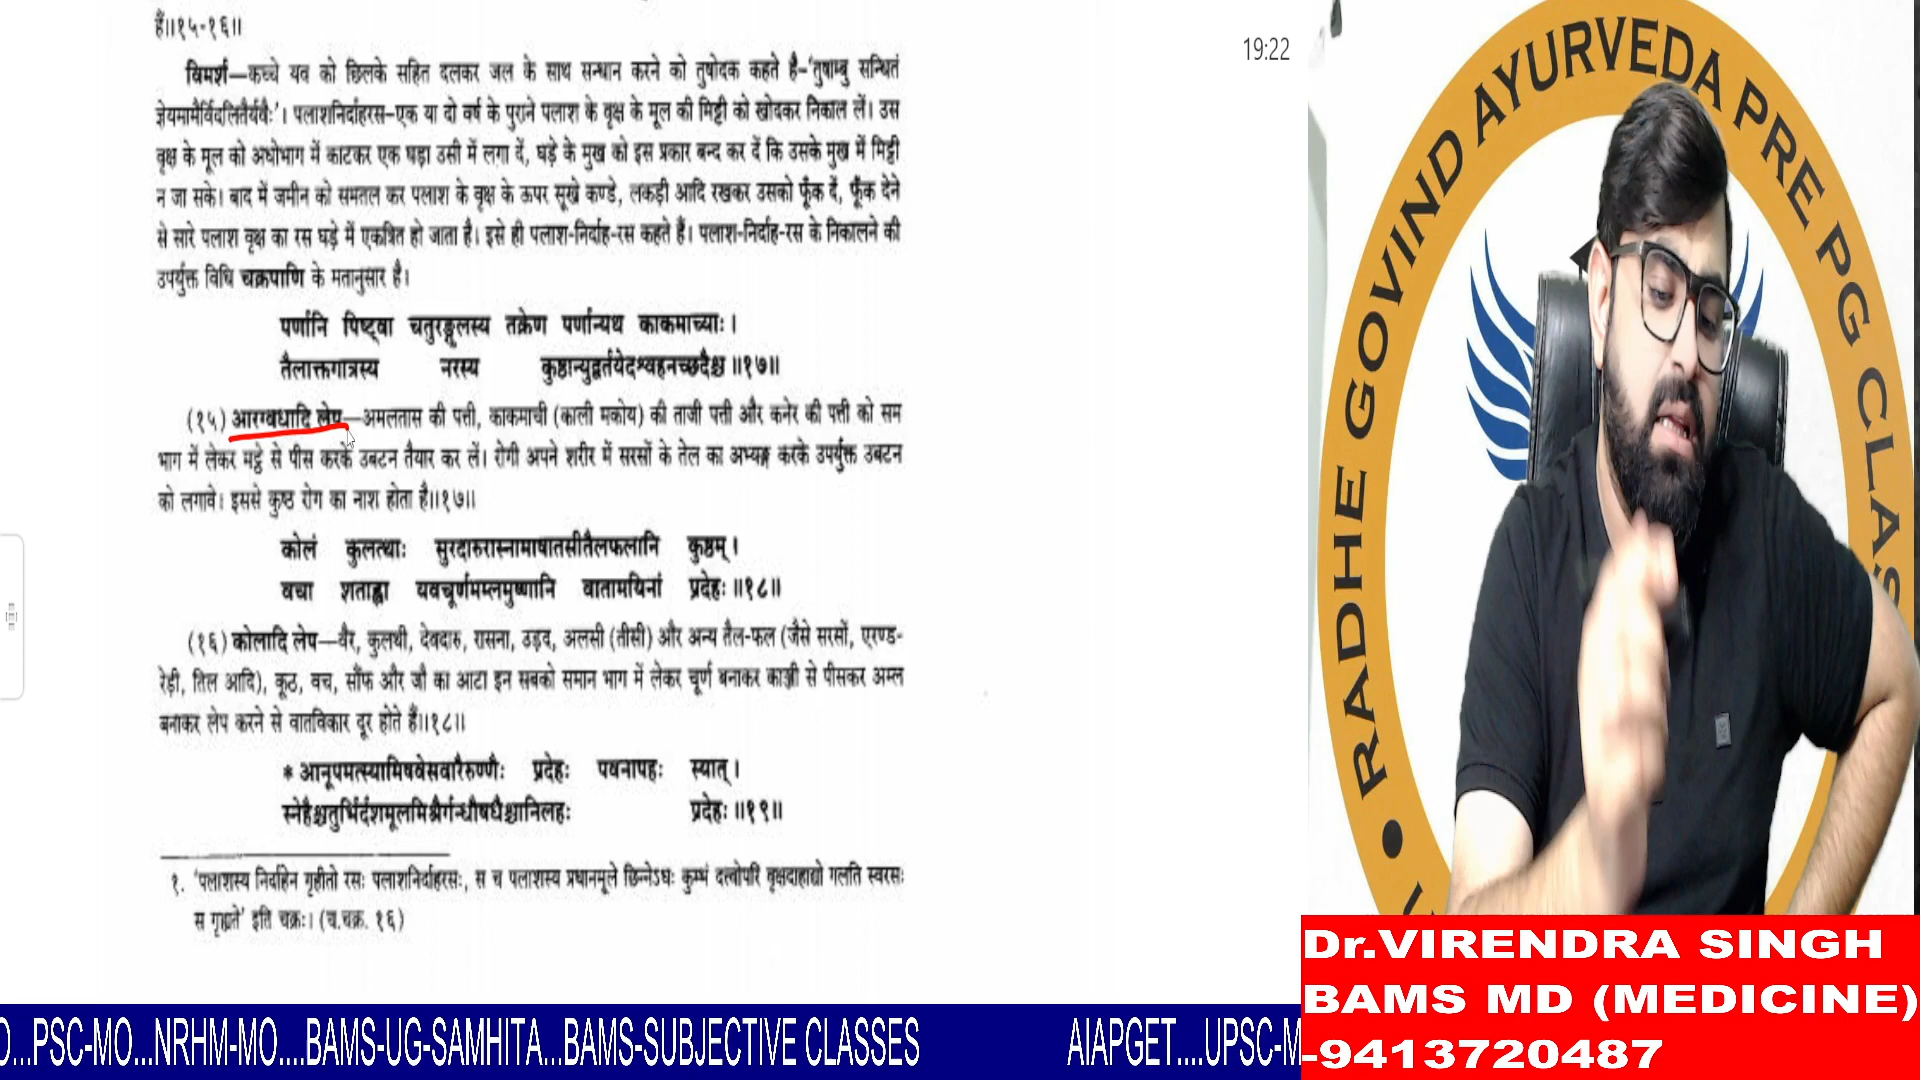 हैं॥१५-१६॥
विमर्श—कच्चे यव को छिलके सहित दलकर जल के साथ सन्धान करने को तुषोदक कहते है–‘तुषाम्बु सन्धितं
ज्ञेयमामैर्विदलितैर्यवैः’। पलाशनिर्दाहरस–एक या दो वर्ष के पुराने पलाश के वृक्ष के मूल की मिट्टी को खोदकर निकाल लें। उस
वृक्ष के मूल को अधोभाग में काटकर एक घड़ा उसी में लगा दें, घड़े के मुख को इस प्रकार बन्द कर दें कि उसके मुख में मिट्टी
न जा सके। बाद में जमीन को समतल कर पलाश के वृक्ष के ऊपर सूखे कण्डे, लकड़ी आदि रखकर उसको फूँक दें, फूँक देने
से सारे पलाश वृक्ष का रस घड़े में एकत्रित हो जाता है। इसे ही पलाश-निर्दाह-रस कहते हैं। पलाश-निर्दाह-रस के निकालने की
उपर्युक्त विधि चक्रपाणि के मतानुसार है।
पर्णानि पिष्ट्वा चतुरङ्गुलस्य तक्रेण पर्णान्यथ काकमाच्याः।
तैलाक्तगात्रस्य नरस्य कुष्ठान्युद्वर्तयेदश्वहनच्छदैश्च॥१७॥
(१५) आरग्वधादि लेप—अमलतास की पत्ती, काकमाची (काली मकोय) की ताजी पत्ती और कनेर की पत्ती को सम
भाग में लेकर मट्ठे से पीस करके उबटन तैयार कर लें। रोगी अपने शरीर में सरसों के तेल का अभ्यङ्ग करके उपर्युक्त उबटन
को लगावे। इससे कुष्ठ रोग का नाश होता है॥१७॥
कोलं कुलत्थाः सुरदारुरास्नामाषातसीतैलफलानि कुष्ठम्।
वचा शताह्वा यवचूर्णमम्लमुष्णानि वातामयिनां प्रदेहः॥१८॥
(१६) कोलादि लेप—बैर, कुलथी, देवदारु, रासना, उड़द, अलसी (तीसी) और अन्य तैल-फल (जैसे सरसों, एरण्ड-
रेड़ी, तिल आदि), कूठ, वच, सौंफ और जौ का आटा इन सबको समान भाग में लेकर चूर्ण बनाकर काञ्जी से पीसकर अम्ल
बनाकर लेप करने से वातविकार दूर होते हैं॥१८॥
* आनूपमत्स्यामिषवेसवारैरुष्णैः प्रदेहः पवनापहः स्यात्।
स्नेहैश्चतुर्भिर्दशमूलमिश्रैर्गन्धौषधैश्चानिलहः प्रदेहः॥१९॥
१. ‘पलाशस्य निर्दाहेन गृहीतो रसः पलाशनिर्दाहरसः, स च पलाशस्य प्रधानमूले छिन्नेऽधः कुम्भं दत्त्वोपरि वृक्षदाहाद्यो गलति स्वरसः
स गृह्यते’ इति चक्रः। (च.चक्र. १६)
19:22
RADHE GOVIND AYURVEDA PRE PG CLAS
Dr.VIRENDRA SINGH
BAMS MD (MEDICINE)
-9413720487
O...PSC-MO...NRHM-MO....BAMS-UG-SAMHITA...BAMS-SUBJECTIVE CLASSES AIAPGET....UPSC-M